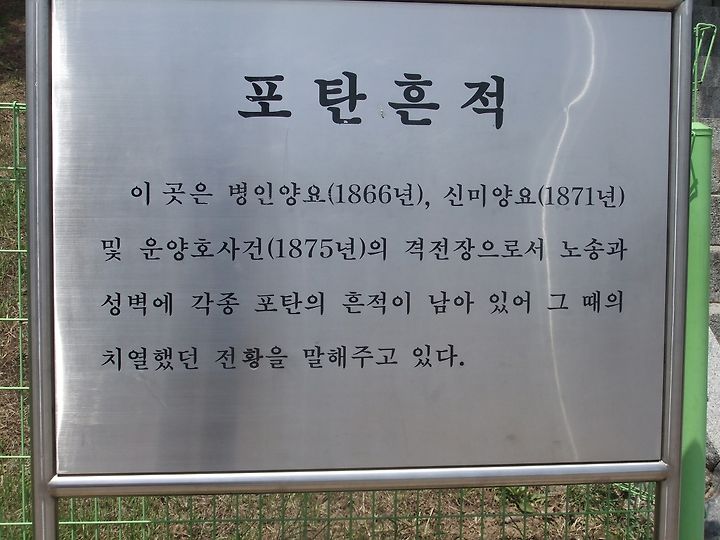 포탄흔적
이 곳은 병인양요(1866년), 신미양요(1871년)
및 운양호사건(1875년)의 격전장으로서 노송과
성벽에 각종 포탄의 흔적이 남아 있어 그 때의
치열했던 전황을 말해주고 있다.